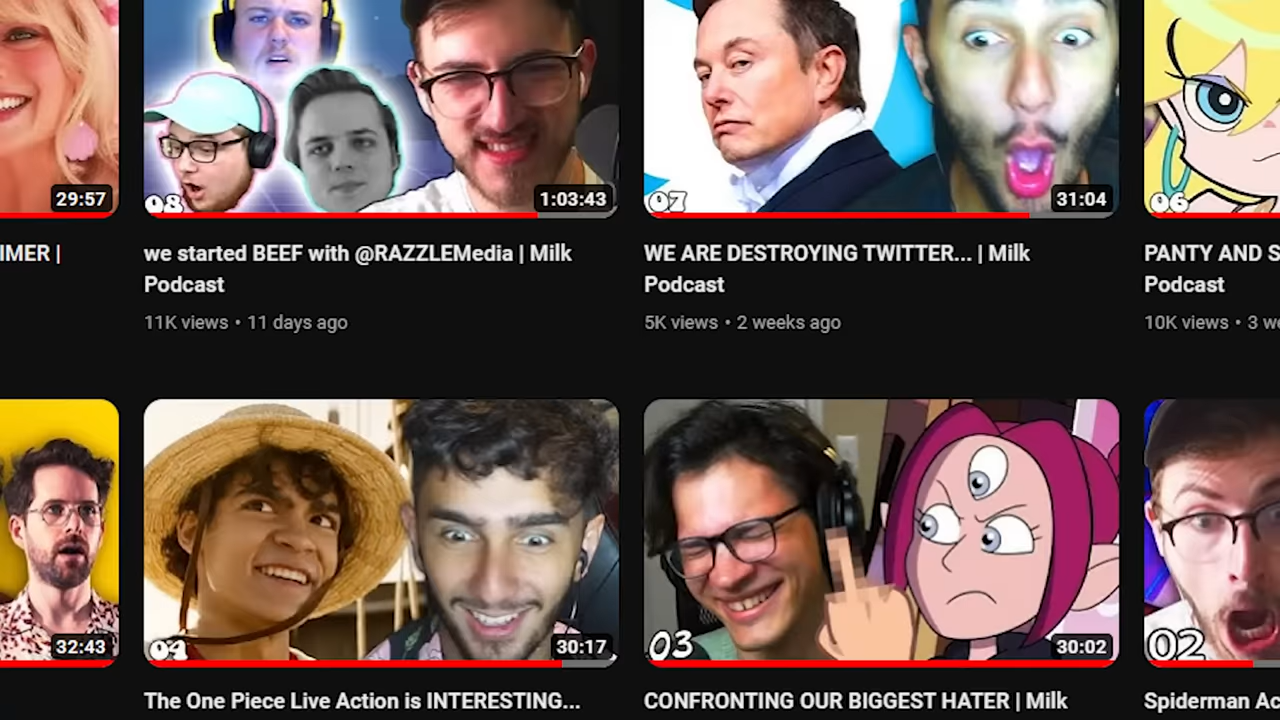 29:57
08
1:03:43
07
31:04
06
IMER |
we started BEEF with @RAZZLEMedia | Milk
Podcast
11K views • 11 days ago
WE ARE DESTROYING TWITTER... | Milk
Podcast
5K views • 2 weeks ago
PANTY AND S
Podcast
10K views • 3 w
32:43
04
30:17
03
30:02
02
The One Piece Live Action is INTERESTING...
CONFRONTING OUR BIGGEST HATER | Milk
Spiderman Ac